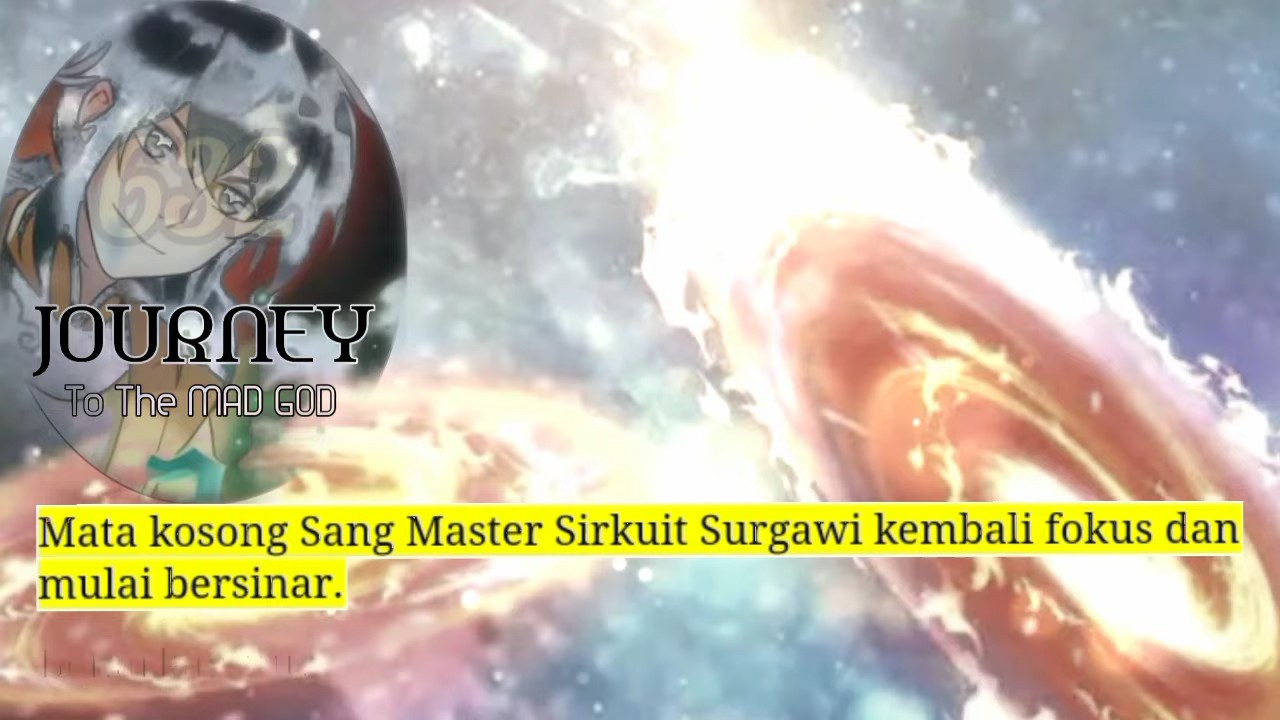 JOURNEY
To The MAD GOD
Mata kosong Sang Master Sirkuit Surgawi kembali fokus dan
mulai bersinar.